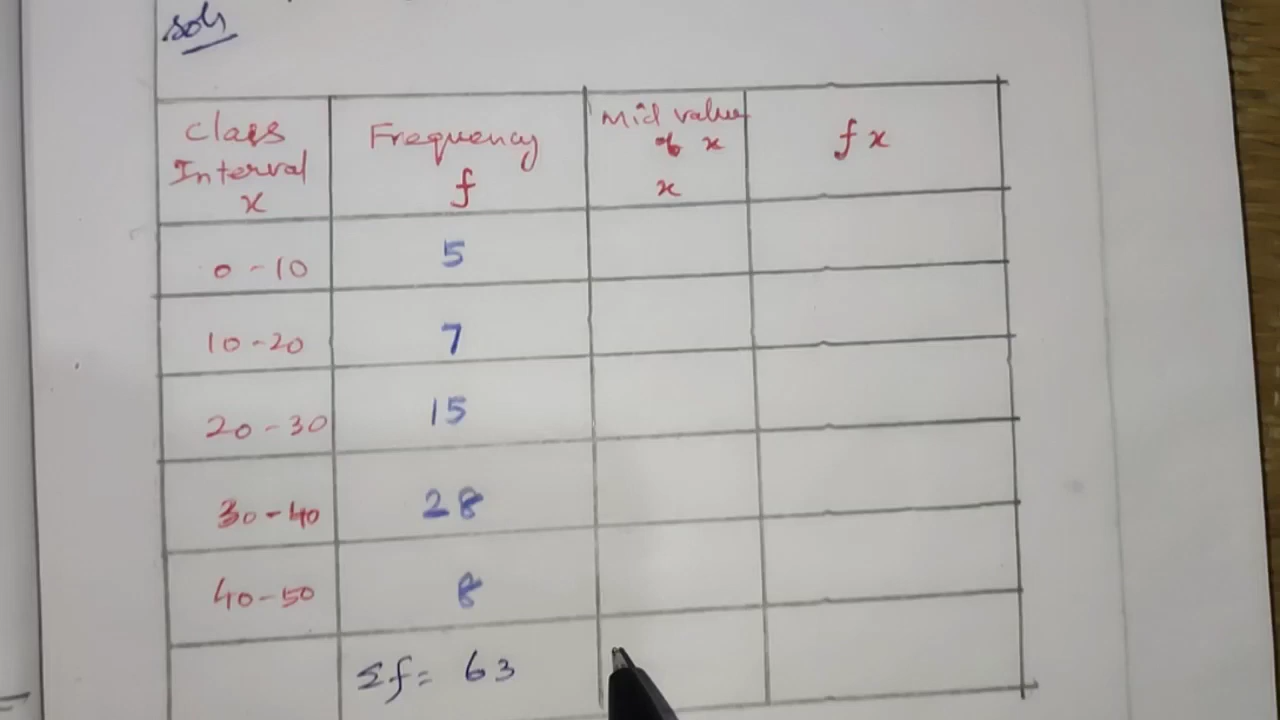 Soln
Class Interval x
Frequency f
Mid value of x x
f x
0 - 10
5
10 - 20
7
20 - 30
15
30 - 40
28
40 - 50
8
Σf = 63